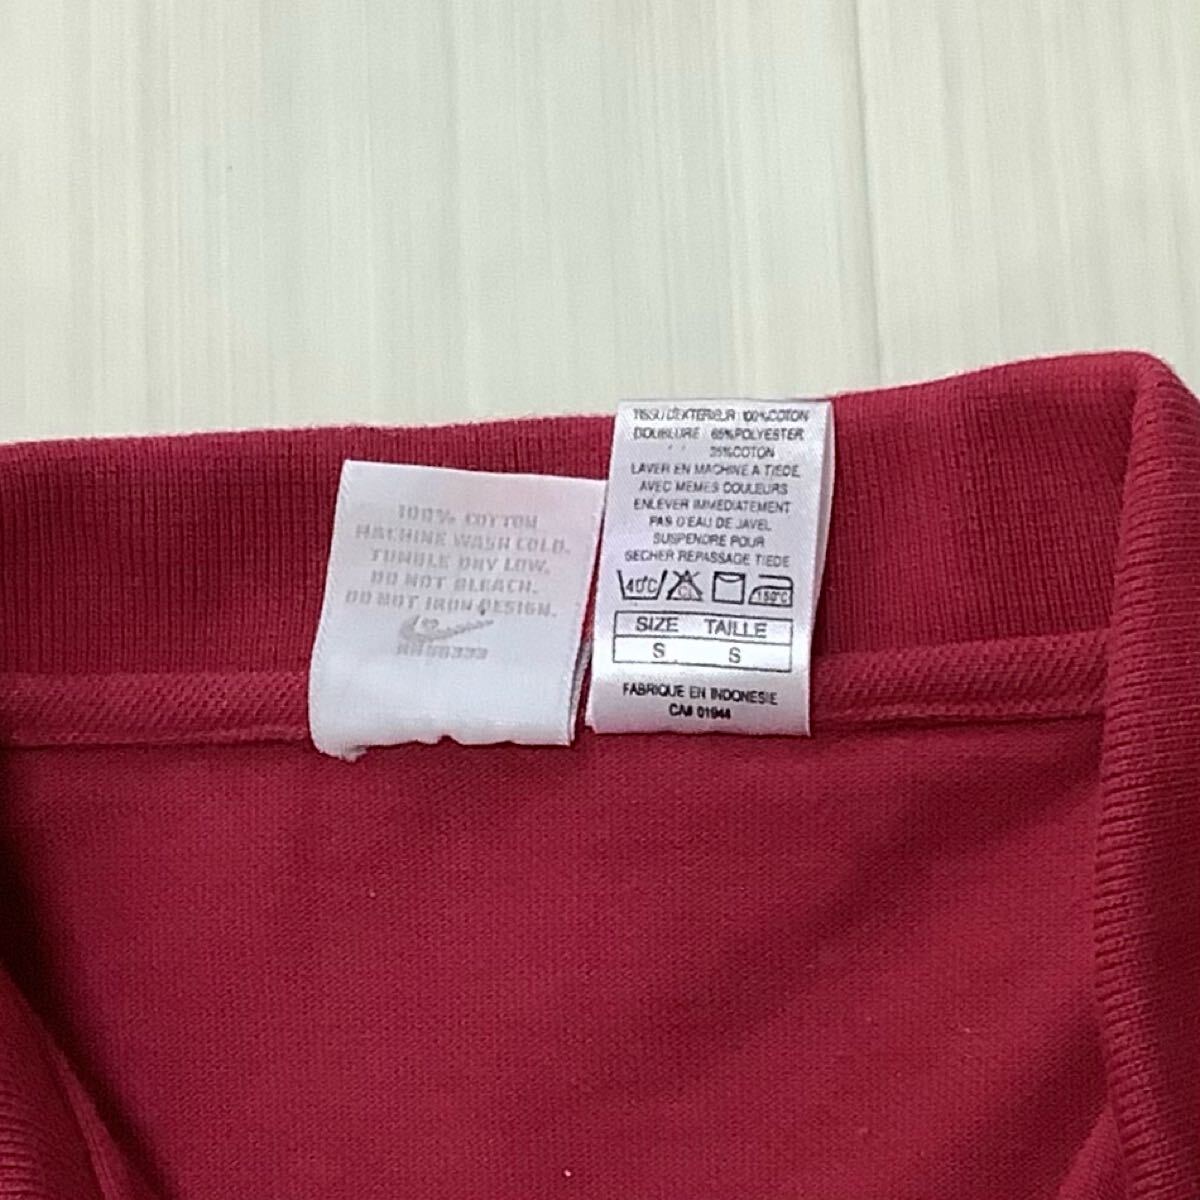 100% COTTON
MACHINE WASH COLD.
TUMBLE DRY LOW.
DO NOT BLEACH.
DO NOT IRON DESIGN.
TISSU D'EXTERIEUR : 100%COTON
DOUBLURE 65%POLYESTER
35%COTON
LAVER EN MACHINE A TIEDE
AVEC MEMES COULEURS
ENLEVER IMMEDIATEMENT
PAS D'EAU DE JAVEL
SUSPENDRE POUR
SECHER REPASSAGE TIEDE
40°C CL 150°C
SIZE TAILLE
S S
FABRIQUE EN INDONESIE
CA# 01944